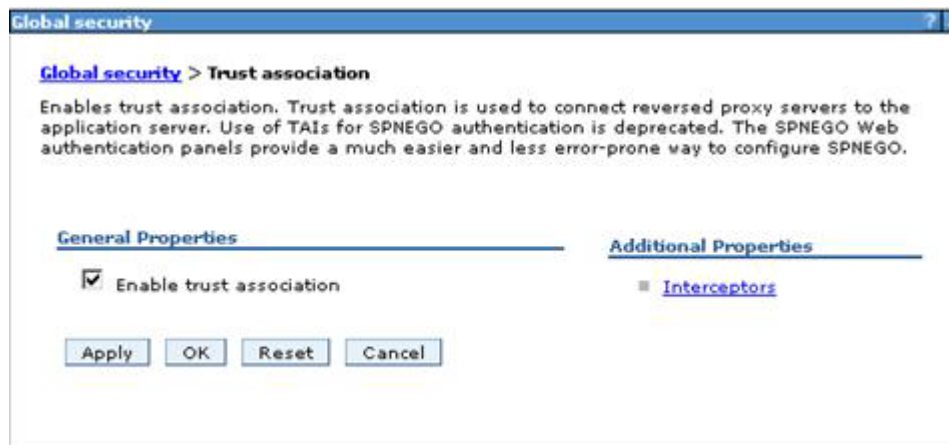 Global security
?
Global security > Trust association
Enables trust association. Trust association is used to connect reversed proxy servers to the
application server. Use of TAIs for SPNEGO authentication is deprecated. The SPNEGO Web
authentication panels provide a much easier and less error-prone way to configure SPNEGO.
General Properties
Enable trust association
Apply OK Reset Cancel
Additional Properties
Interceptors